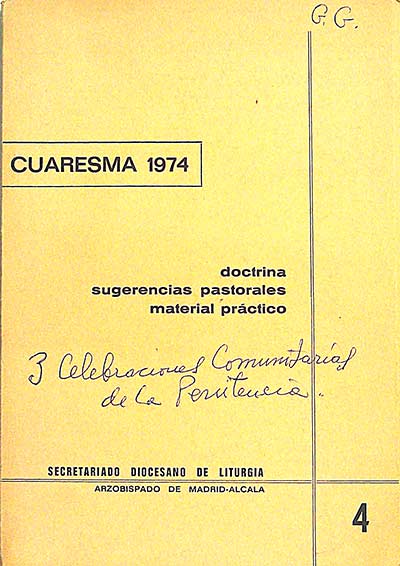 G. G.
CUARESMA 1974
doctrina
sugerencias pastorales
material práctico
3 Celebraciones Comunitarias
de la Penitencia.
SECRETARIADO DIOCESANO DE LITURGIA
ARZOBISPADO DE MADRID-ALCALA
4